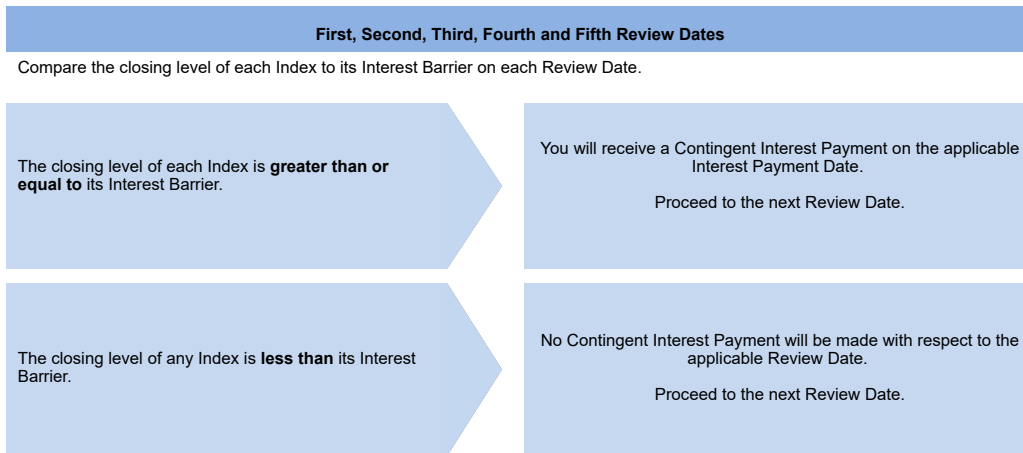 First, Second, Third, Fourth and Fifth Review Dates
Compare the closing level of each Index to its Interest Barrier on each Review Date.
The closing level of each Index is greater than or
equal to its Interest Barrier.
You will receive a Contingent Interest Payment on the applicable
Interest Payment Date.
Proceed to the next Review Date.
The closing level of any Index is less than its Interest
Barrier.
No Contingent Interest Payment will be made with respect to the
applicable Review Date.
Proceed to the next Review Date.